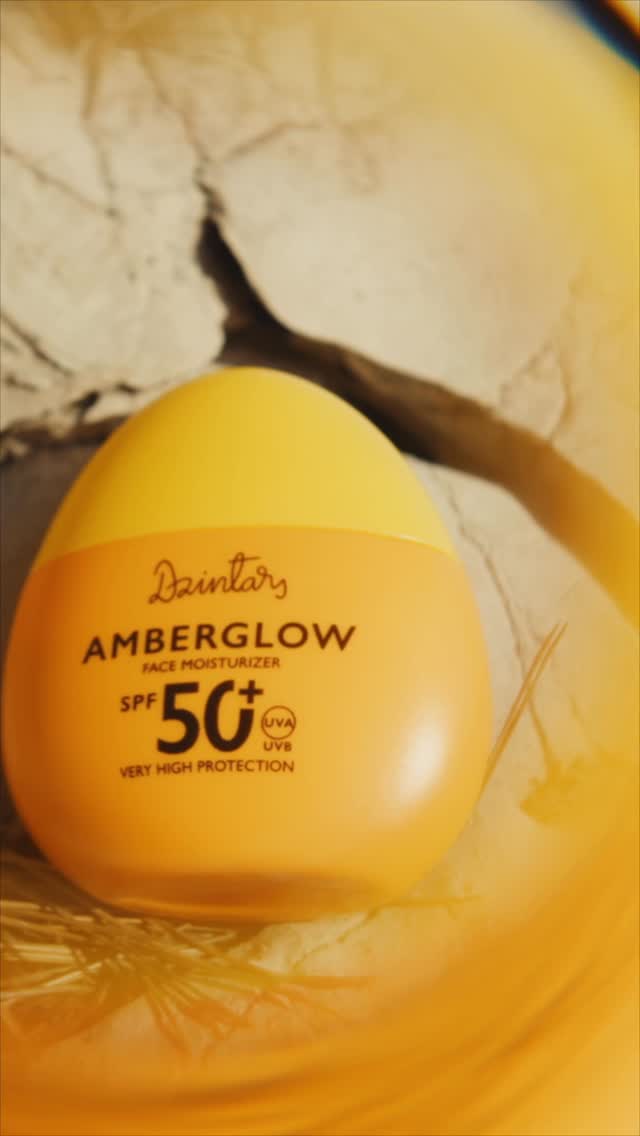 Dzintars
AMBERGLOW
FACE MOISTURIZER
SPF 50+ UVA
UVB
VERY HIGH PROTECTION